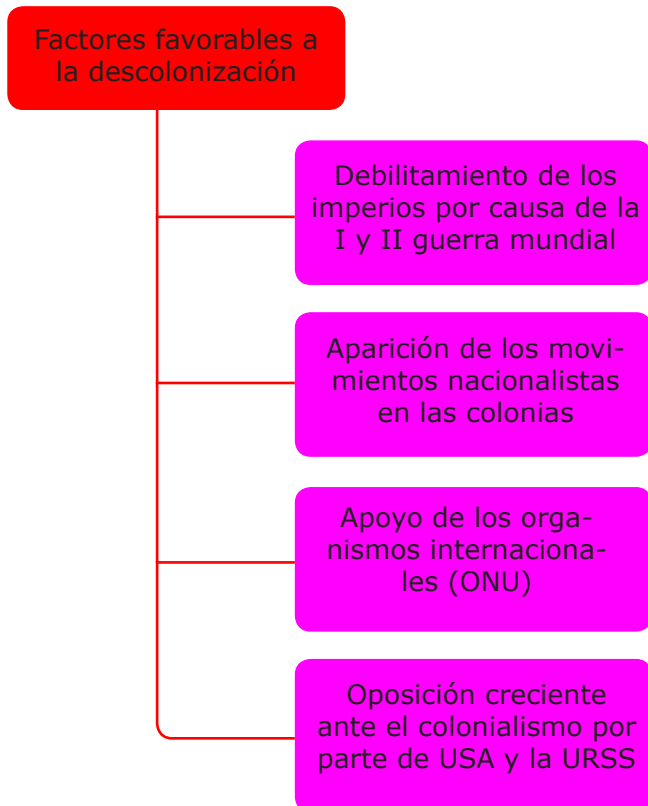 Factores favorables a
la descolonización
Debilitamiento de los
imperios por causa de la
I y II guerra mundial
Aparición de los movi-
mientos nacionalistas
en las colonias
Apoyo de los orga-
nismos internaciona-
les (ONU)
Oposición creciente
ante el colonialismo por
parte de USA y la URSS